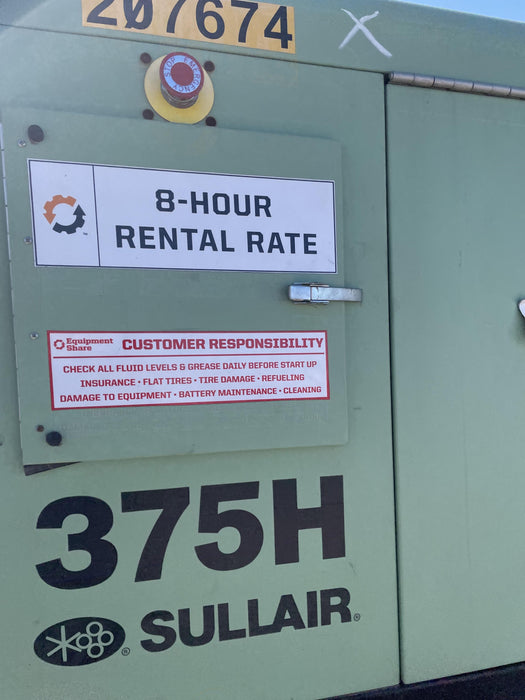 207674
X
EMERGENCY STOP
8-HOUR
RENTAL RATE
Equipment
Share
CUSTOMER RESPONSIBILITY
CHECK ALL FLUID LEVELS & GREASE DAILY BEFORE START UP
INSURANCE • FLAT TIRES • TIRE DAMAGE • REFUELING
DAMAGE TO EQUIPMENT • BATTERY MAINTENANCE • CLEANING
375H
SULLAIR®